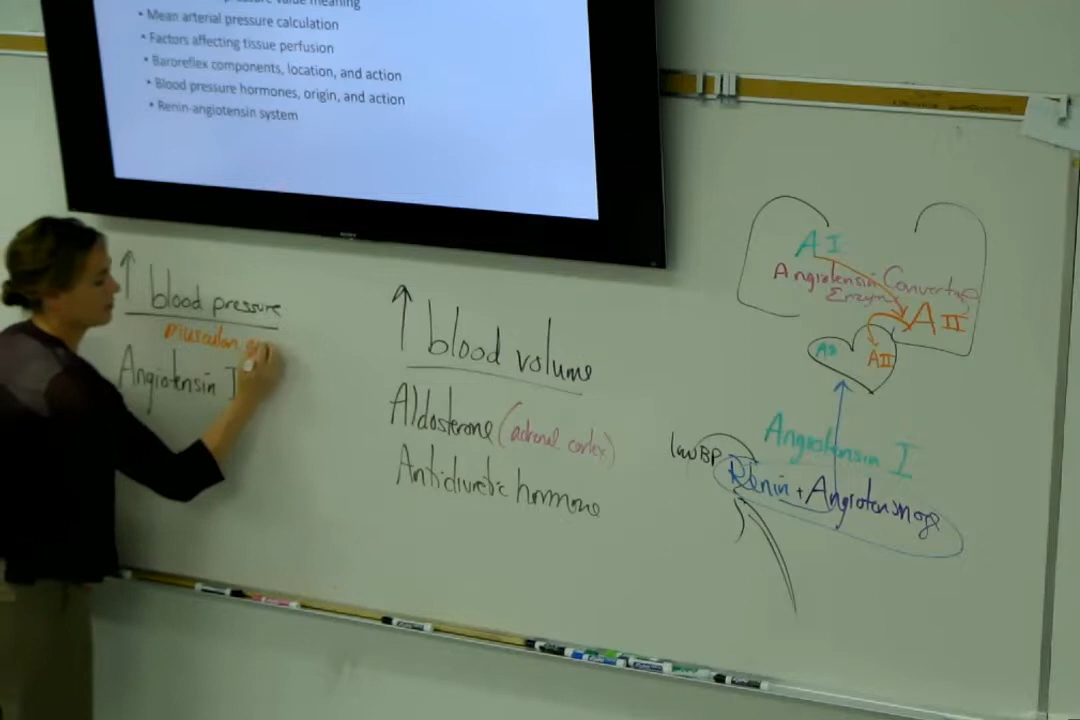 • Mean arterial pressure calculation
• Factors affecting tissue perfusion
• Baroreflex components, location, and action
• Blood pressure hormones, origin, and action
• Renin-angiotensin system
SONY
↑ blood pressure
Angiotensin I
↑ blood volume
Aldosterone (adrenal cortex)
Antidiuretic hormone
AI
Angiotensin Converting
Enzyme
AII
AII
Angiotensin I
low BP
Renin + Angiotensinoge